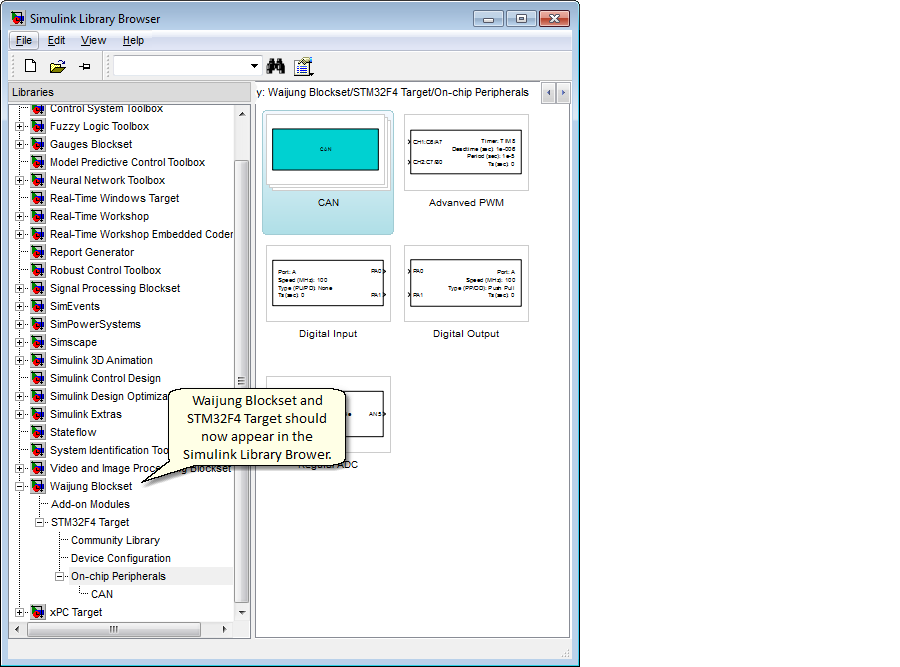 Simulink Library Browser
File Edit View Help
Libraries
y: Waijung Blockset/STM32F4 Target/On-chip Peripherals
Control System Toolbox
Fuzzy Logic Toolbox
Gauges Blockset
Model Predictive Control Toolbox
Neural Network Toolbox
Real-Time Windows Target
Real-Time Workshop
Real-Time Workshop Embedded Coder
Report Generator
Robust Control Toolbox
Signal Processing Blockset
SimEvents
SimPowerSystems
Simscape
Simulink 3D Animation
Simulink Control Design
Simulink Design Optimiza
Simulink Extras
Stateflow
System Identification Too
Video and Image Processing Blockset
Waijung Blockset
Add-on Modules
STM32F4 Target
Community Library
Device Configuration
On-chip Peripherals
CAN
xPC Target
CAN
CAN
CH1:C6/A7
CH2:C7/B0
Timer: TIM8
Deadtime (sec): 1e-006
Period (sec): 1e-5
Ts (sec): 0
Advanved PWM
Port: A
Speed (MHz): 100
Type (PU/PD): None
Ts (sec): 0
PA0
PA1
Digital Input
PA0
PA1
Port: A
Speed (MHz): 100
Type (PP/OD): Push Pull
Ts (sec): 0
Digital Output
AN5
Regular ADC
Waijung Blockset and
STM32F4 Target should
now appear in the
Simulink Library Brower.